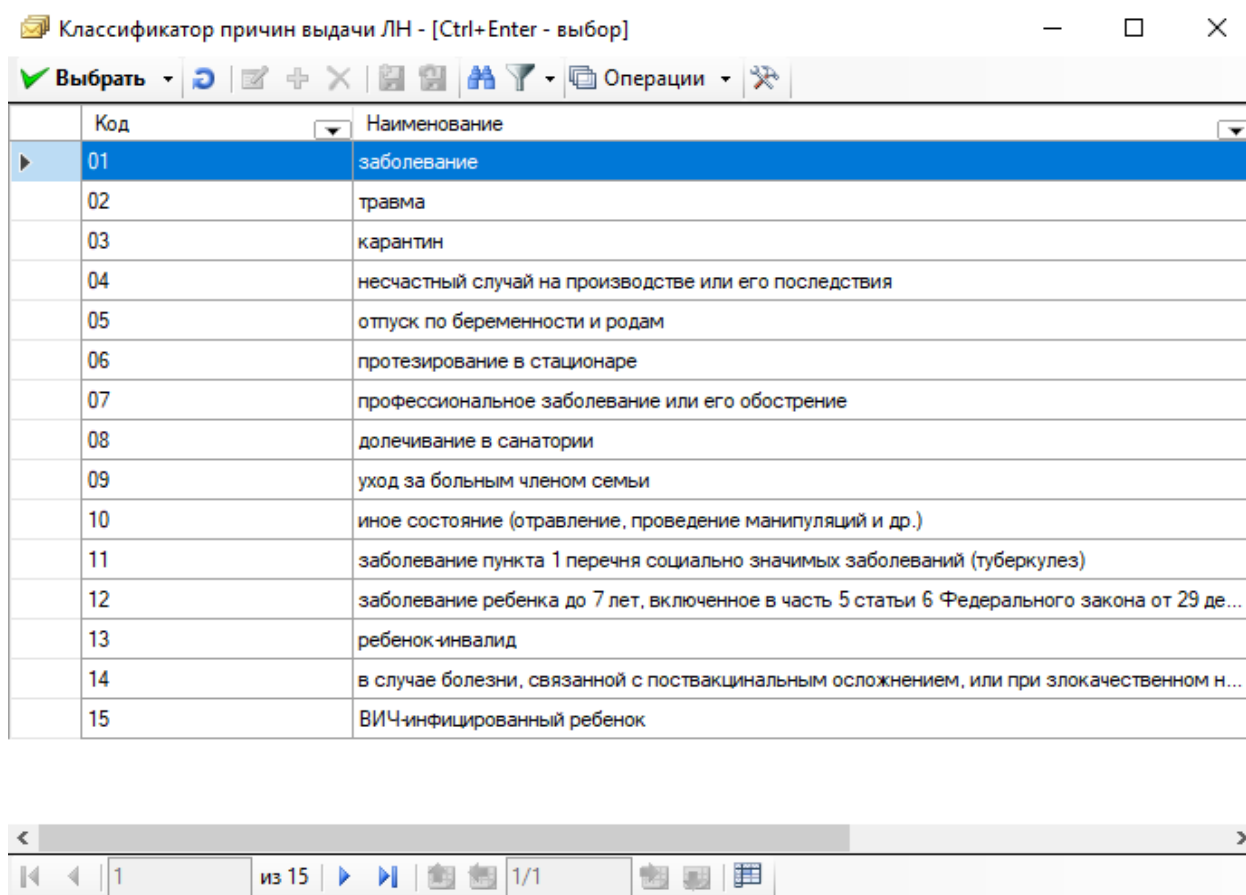 Классификатор причин выдачи ЛН - [Ctrl+Enter - выбор]
Выбрать Операции
Код Наименование
01 заболевание
02 травма
03 карантин
04 несчастный случай на производстве или его последствия
05 отпуск по беременности и родам
06 протезирование в стационаре
07 профессиональное заболевание или его обострение
08 долечивание в санатории
09 уход за больным членом семьи
10 иное состояние (отравление, проведение манипуляций и др.)
11 заболевание пункта 1 перечня социально значимых заболеваний (туберкулез)
12 заболевание ребенка до 7 лет, включенное в часть 5 статьи 6 Федерального закона от 29 де...
13 ребенок-инвалид
14 в случае болезни, связанной с поствакцинальным осложнением, или при злокачественном н...
15 ВИЧ-инфицированный ребенок
1 из 15 1/1